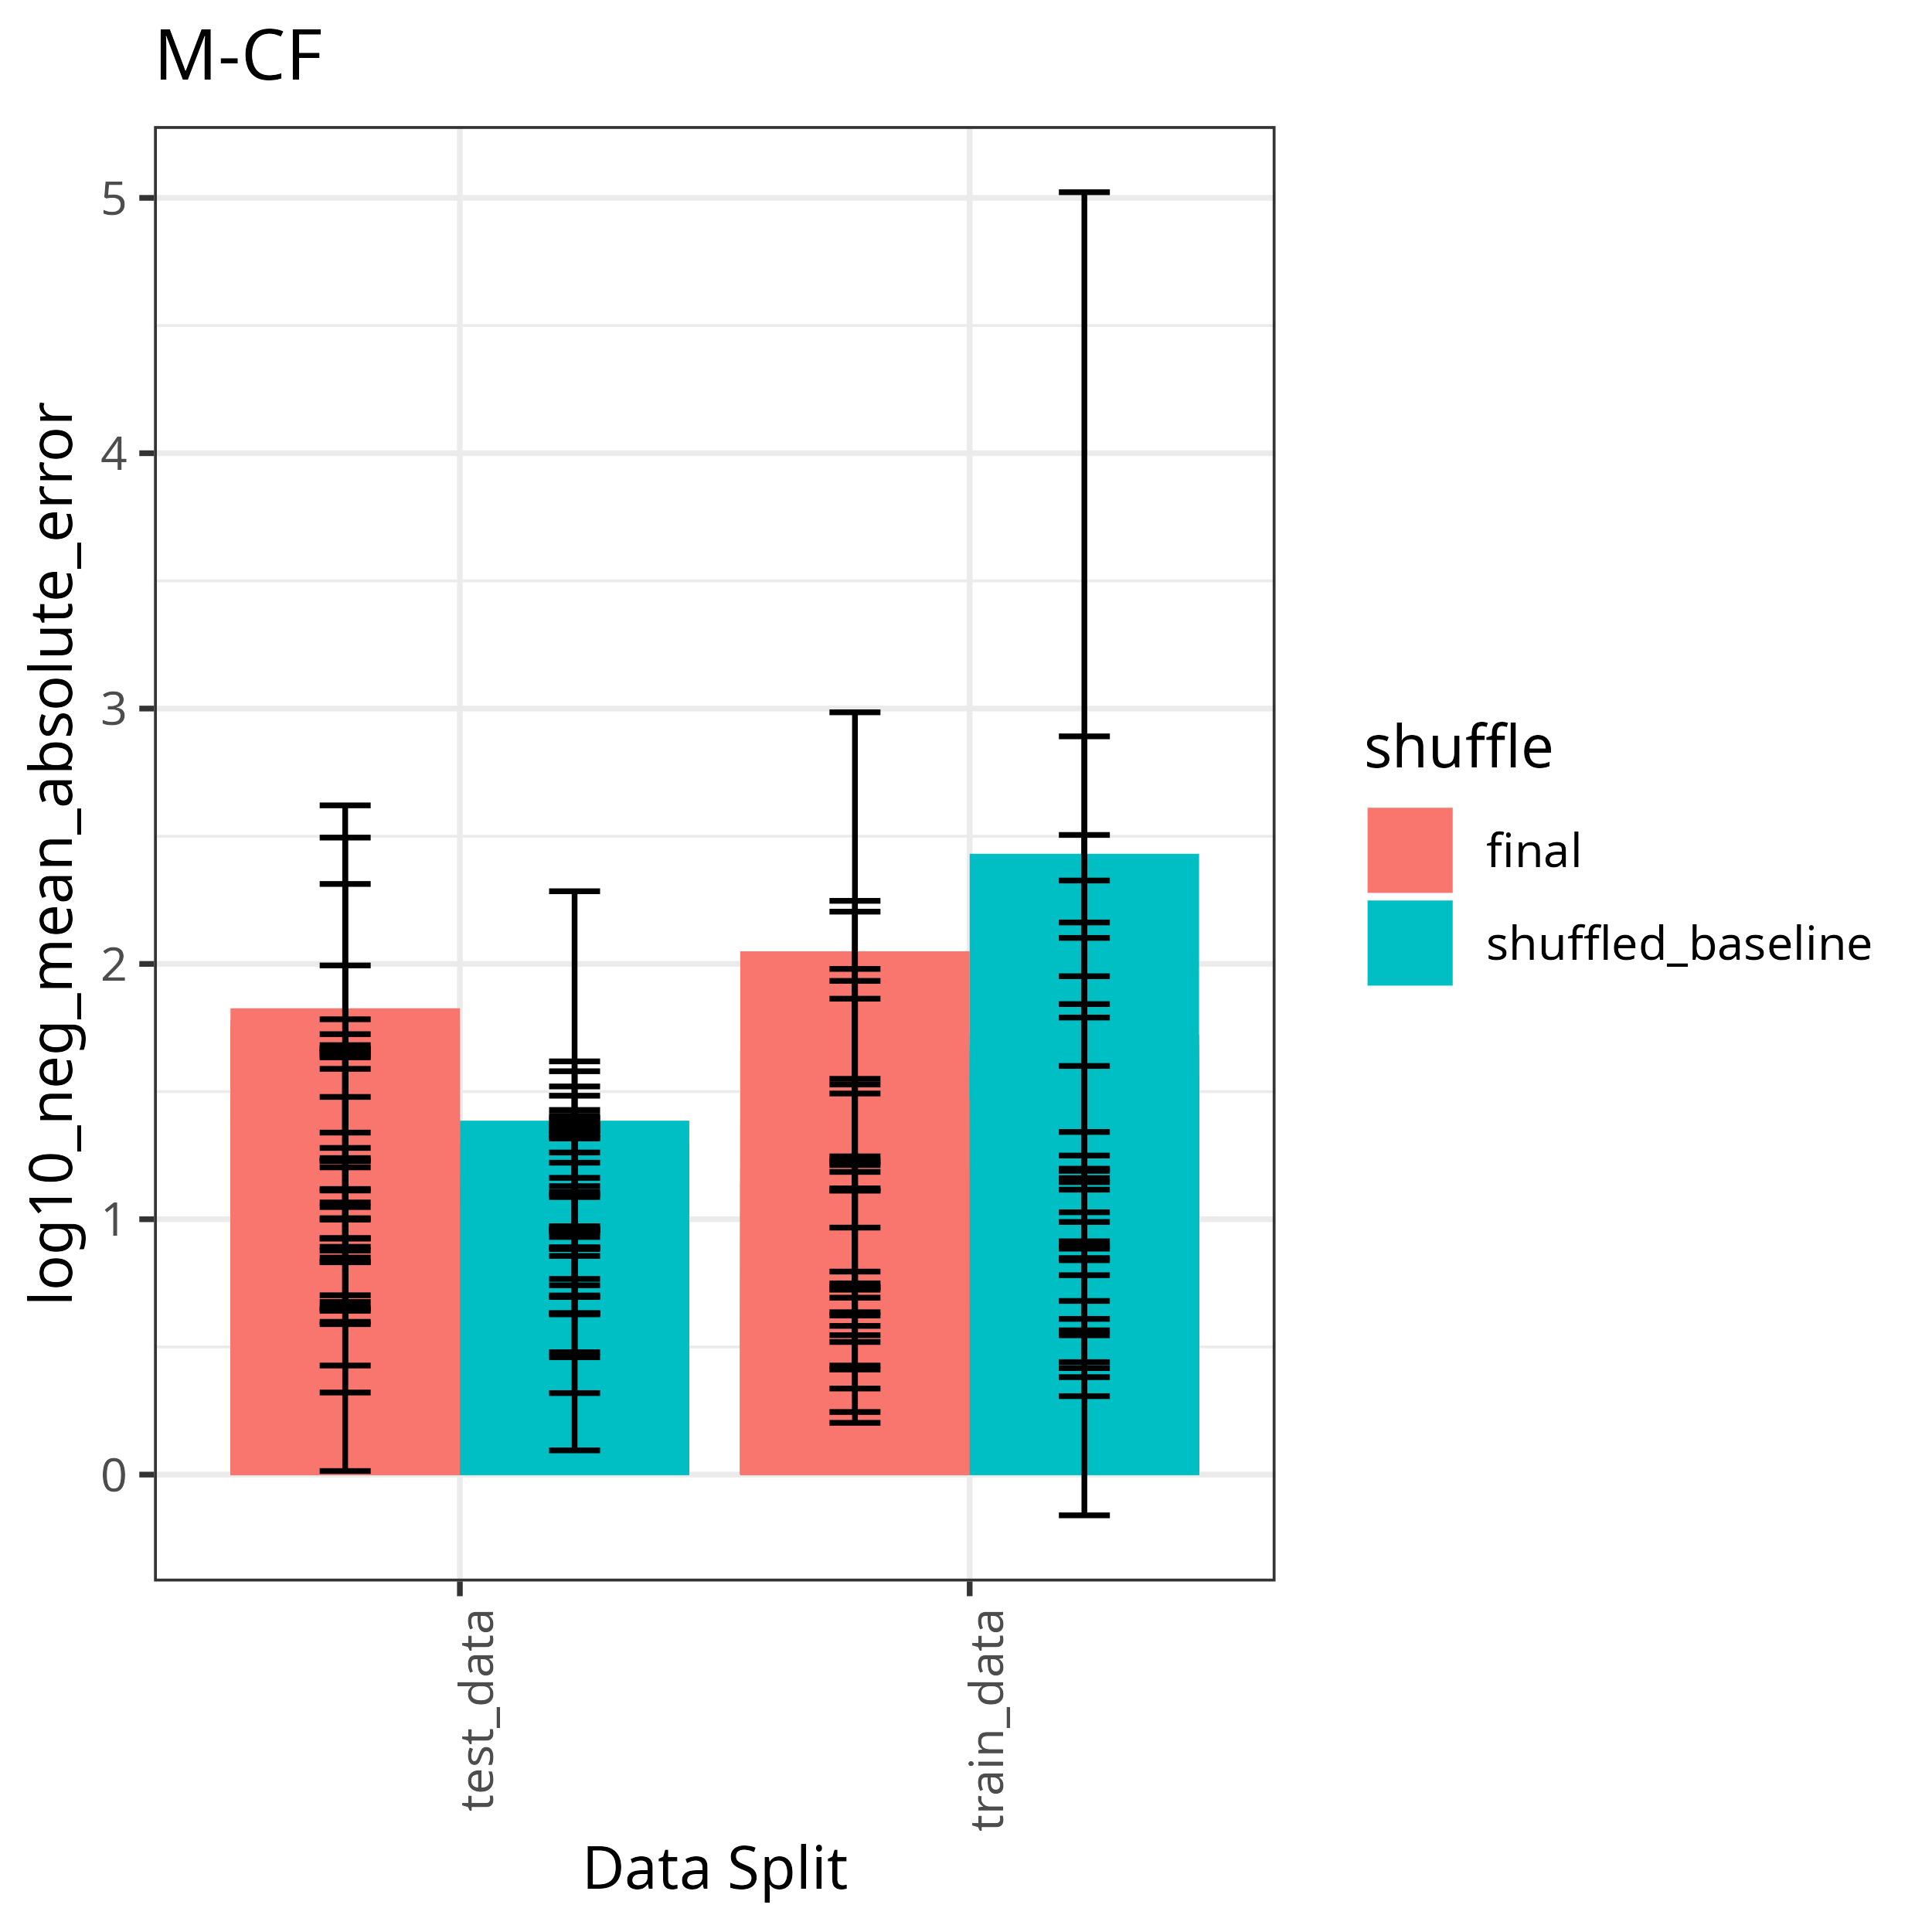 M-CF
log10_neg_mean_absolute_error
5
4
3
2
1
0
test_data
train_data
Data Split
shuffle
final
shuffled_baseline